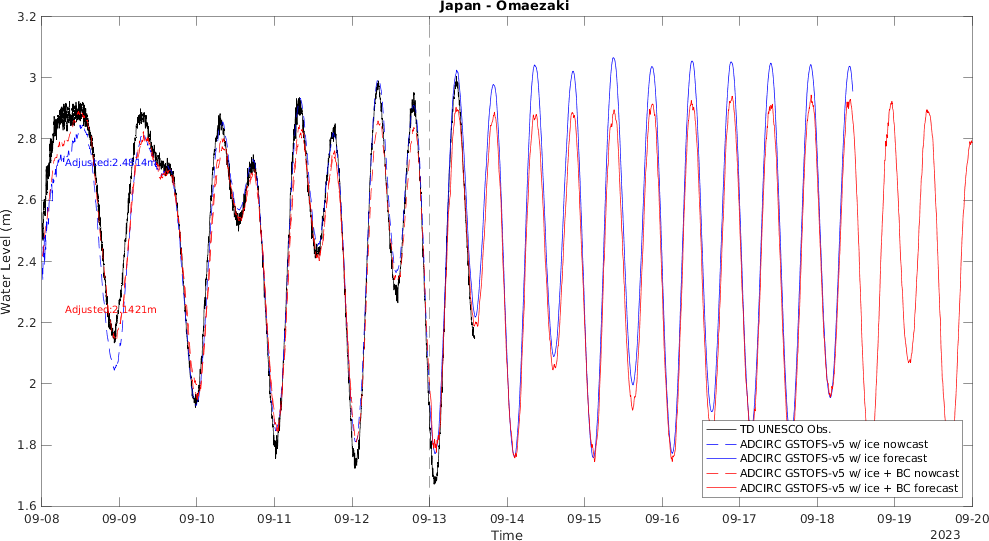 Japan - Omaezaki
3.2
3
2.8
2.6
2.4
2.2
2
1.8
1.6
Water Level (m)
Adjusted:2.4814m
Adjusted:2.1421m
TD UNESCO Obs.
ADCIRC GSTOFS-v5 w/ ice nowcast
ADCIRC GSTOFS-v5 w/ ice forecast
ADCIRC GSTOFS-v5 w/ ice + BC nowcast
ADCIRC GSTOFS-v5 w/ ice + BC forecast
09-08 09-09 09-10 09-11 09-12 09-13 09-14 09-15 09-16 09-17 09-18 09-19 09-20
Time
2023